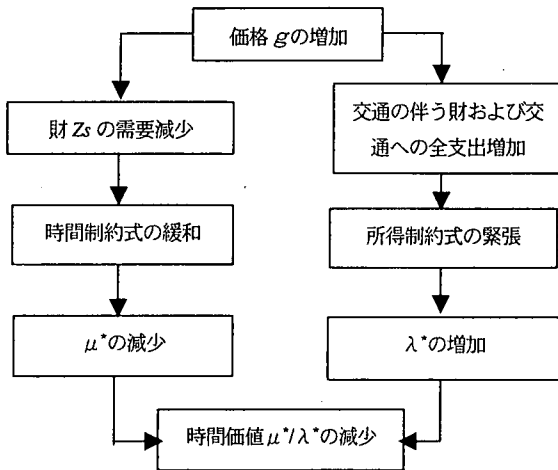 価格gの増加
財Zsの需要減少
交通の伴う財および交
通への全支出増加
時間制約式の緩和
所得制約式の緊張
μ*の減少
λ*の増加
時間価値μ*/λ*の減少